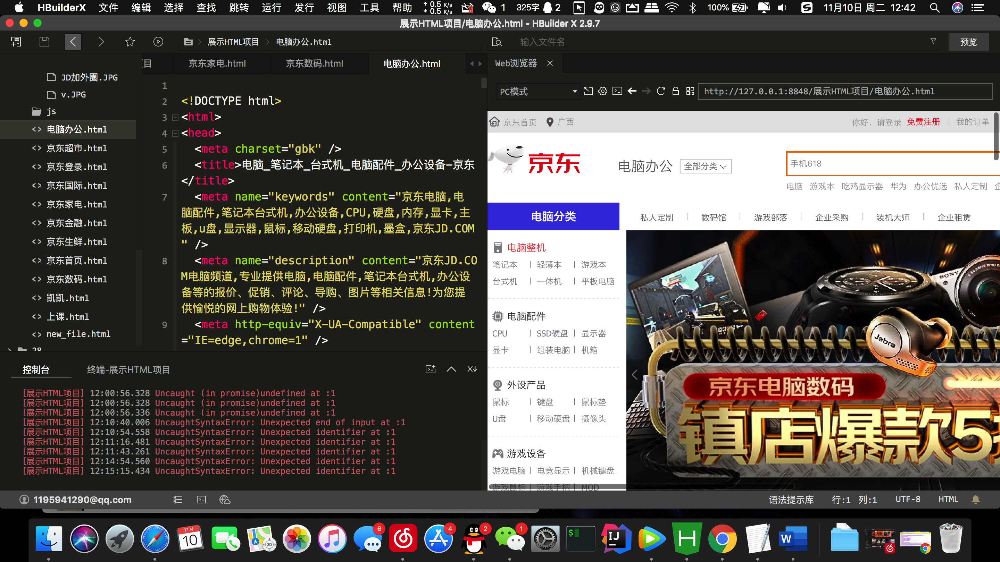 HBuilderX 文件 编辑 选择 查找 跳转 运行 发行 视图 工具 帮助 0.5 K/s 0.5 K/s 1 325字 2 100% 11月10日 周二 12:42
展示HTML项目/电脑办公.html - HBuilder X 2.9.7
展示HTML项目 电脑办公.html 输入文件名 预览
目 京东家电.html 京东数码.html 电脑办公.html
JD加外圈.JPG
v.JPG
js
电脑办公.html
京东超市.html
京东登录.html
京东国际.html
京东家电.html
京东金融.html
京东生鲜.html
京东首页.html
京东数码.html
凯凯.html
上课.html
new_file.html
28
1
2 <!DOCTYPE html>
3 <html>
4 <head>
5 <meta charset="gbk" />
6 <title>电脑_笔记本_台式机_电脑配件_办公设备-京东
</title>
7 <meta name="keywords" content="京东电脑,电
脑配件,笔记本台式机,办公设备,CPU,硬盘,内存,显卡,主
板,u盘,显示器,鼠标,移动硬盘,打印机,墨盒,京东JD.COM
" />
8 <meta name="description" content="京东JD.CO
M电脑频道,专业提供电脑,电脑配件,笔记本台式机,办公设
备等的报价、促销、评论、导购、图片等相关信息!为您提
供愉悦的网上购物体验!" />
9 <meta http-equiv="X-UA-Compatible" content
="IE=edge,chrome=1" />
控制台 终端-展示HTML项目
[展示HTML项目] 12:00:56.328 Uncaught (in promise)undefined at :1
[展示HTML项目] 12:00:56.328 Uncaught (in promise)undefined at :1
[展示HTML项目] 12:00:56.336 Uncaught (in promise)undefined at :1
[展示HTML项目] 12:10:40.006 UncaughtSyntaxError: Unexpected end of input at :1
[展示HTML项目] 12:10:54.558 UncaughtSyntaxError: Unexpected identifier at :1
[展示HTML项目] 12:11:16.481 UncaughtSyntaxError: Unexpected identifier at :1
[展示HTML项目] 12:11:43.261 UncaughtSyntaxError: Unexpected identifier at :1
[展示HTML项目] 12:14:54.560 UncaughtSyntaxError: Unexpected identifier at :1
[展示HTML项目] 12:15:15.434 UncaughtSyntaxError: Unexpected identifier at :1
Web浏览器
PC模式 http://127.0.0.1:8848/展示HTML项目/电脑办公.html
京东首页 广西 你好，请登录 免费注册 我的订单
京东 电脑办公 全部分类 手机618
电脑 游戏本 吃鸡显示器 华为 办公优选 私人定制 企
电脑分类 私人定制 数码馆 游戏部落 企业采购 装机大师 企业租赁
电脑整机
笔记本 轻薄本 游戏本
台式机 一体机 平板电脑
电脑配件
CPU SSD硬盘 显示器
显卡 组装电脑 机箱
外设产品
鼠标 键盘 鼠标垫
U盘 移动硬盘 摄像头
游戏设备
游戏电脑 电竞显示 机械键盘
游戏鼠标 游戏手柄 MOD
SONY
Jabra
京东电脑数码
镇店爆款5折
1195941290@qq.com 语法提示库 行:1 列:1 UTF-8 HTML
11月 10 3D 6 4 2 1 $ IJ H W